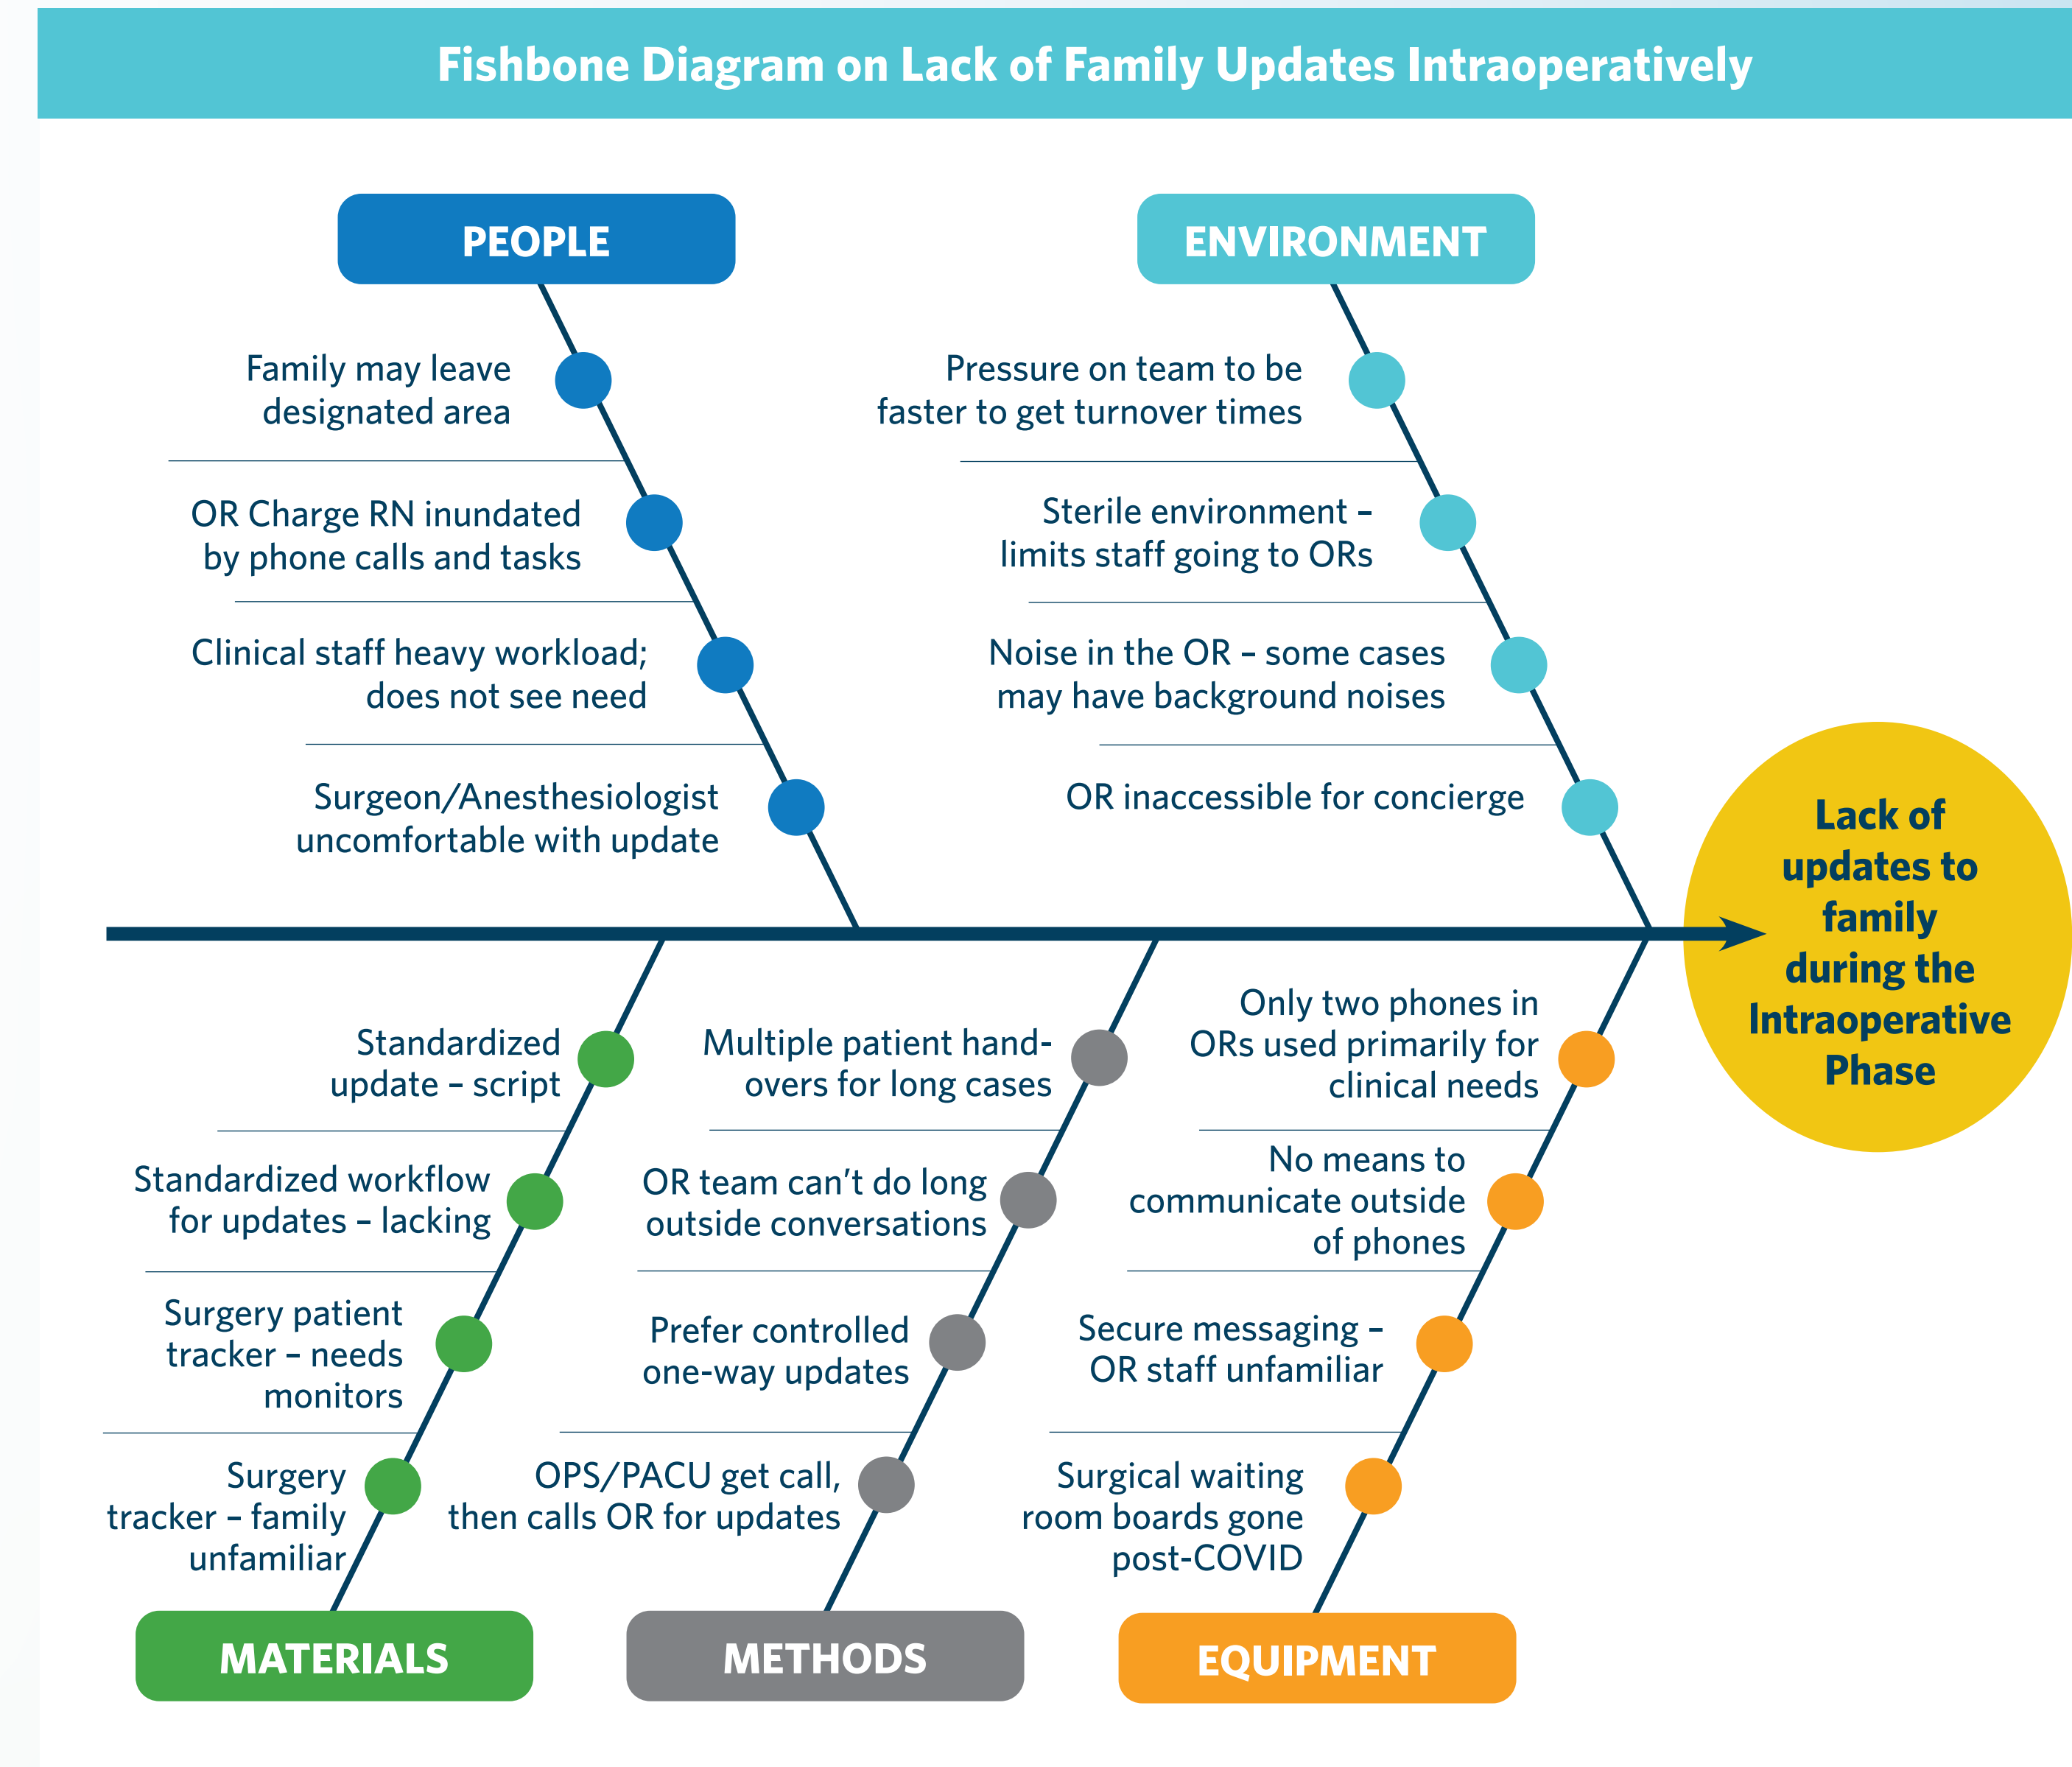 Fishbone Diagram on Lack of Family Updates Intraoperatively
PEOPLE
Family may leave
designated area
OR Charge RN inundated
by phone calls and tasks
Clinical staff heavy workload;
does not see need
Surgeon/Anesthesiologist
uncomfortable with update
ENVIRONMENT
Pressure on team to be
faster to get turnover times
Sterile environment –
limits staff going to ORs
Noise in the OR – some cases
may have background noises
OR inaccessible for concierge
Lack of
updates to
family
during the
Intraoperative
Phase
Standardized
update – script
Standardized workflow
for updates – lacking
Surgery patient
tracker – needs
monitors
Surgery
tracker – family
unfamiliar
MATERIALS
Multiple patient hand-
overs for long cases
OR team can’t do long
outside conversations
Prefer controlled
one-way updates
OPS/PACU get call,
then calls OR for updates
METHODS
Only two phones in
ORs used primarily for
clinical needs
No means to
communicate outside
of phones
Secure messaging –
OR staff unfamiliar
Surgical waiting
room boards gone
post-COVID
EQUIPMENT